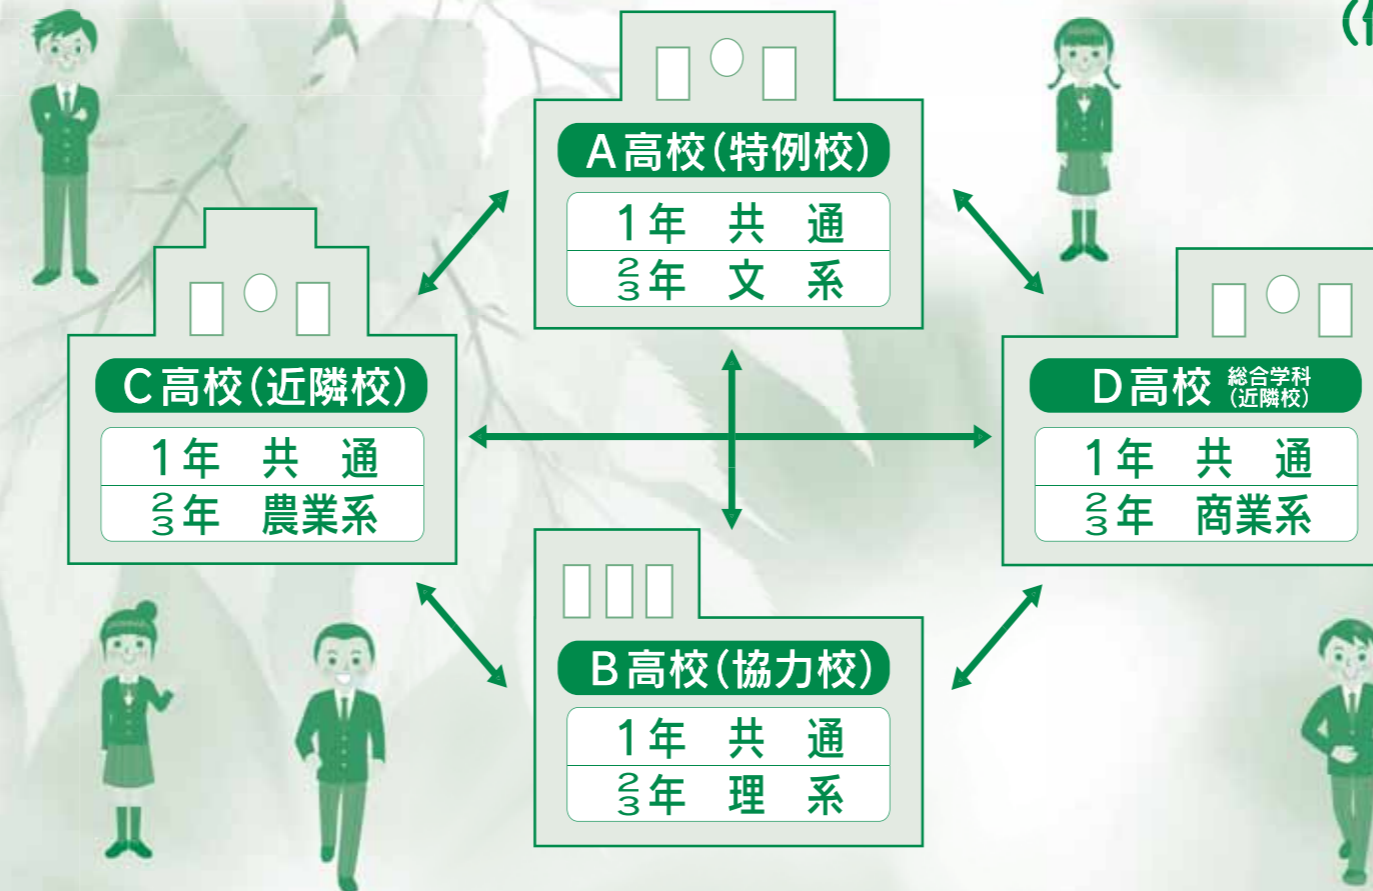 A高校(特例校)
1年 共 通
2 3年 文 系
C高校(近隣校)
1年 共 通
2 3年 農業系
D高校 総合学科
(近隣校)
1年 共 通
2 3年 商業系
B高校(協力校)
1年 共 通
2 3年 理 系